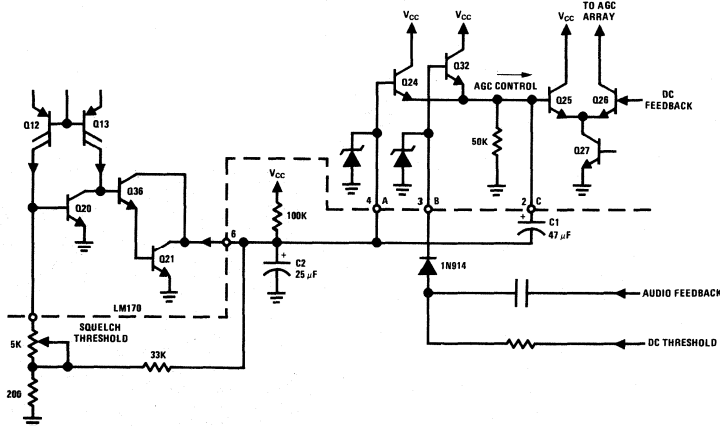 TO AGC
ARRAY
VCC
VCC
VCC
Q24
Q32
AGC CONTROL
Q25
Q26
DC
FEEDBACK
Q12
Q13
Q27
50K
Q36
VCC
Q20
100K
4
A
3
B
2
C
6
+
C1
47 μF
Q21
+
C2
25 μF
1N914
LM170
AUDIO FEEDBACK
SQUELCH
THRESHOLD
5K
33K
DC THRESHOLD
200